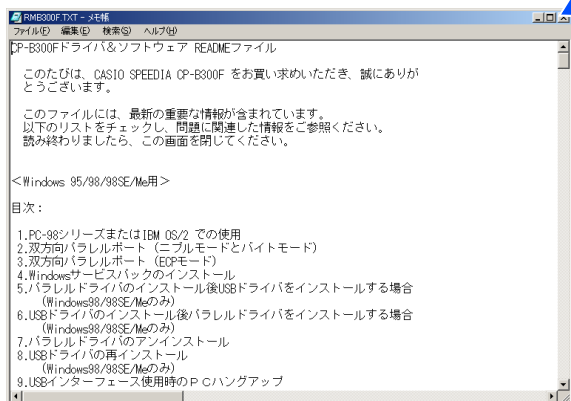 RMB300F.TXT - メモ帳
ファイル(F) 編集(E) 検索(S) ヘルプ(H)
CP-B300Fドライバ&ソフトウェア READMEファイル
このたびは、CASIO SPEEDIA CP-B300F をお買い求めいただき、誠にありが
とうございます。
このファイルには、最新の重要な情報が含まれています。
以下のリストをチェックし、問題に関連した情報をご参照ください。
読み終わりましたら、この画面を閉じてください。
<Windows 95/98/98SE/Me用>
目次:
1.PC-98シリーズまたはIBM OS/2 での使用
2.双方向パラレルポート (ニブルモードとバイトモード)
3.双方向パラレルポート (ECPモード)
4.Windowsサービスパックのインストール
5.パラレルドライバのインストール後USBドライバをインストールする場合
(Windows98/98SE/Meのみ)
6.USBドライバのインストール後パラレルドライバをインストールする場合
(Windows98/98SE/Meのみ)
7.パラレルドライバのアンインストール
8.USBドライバの再インストール
(Windows98/98SE/Meのみ)
9.USBインターフェース使用時のPCハングアップ